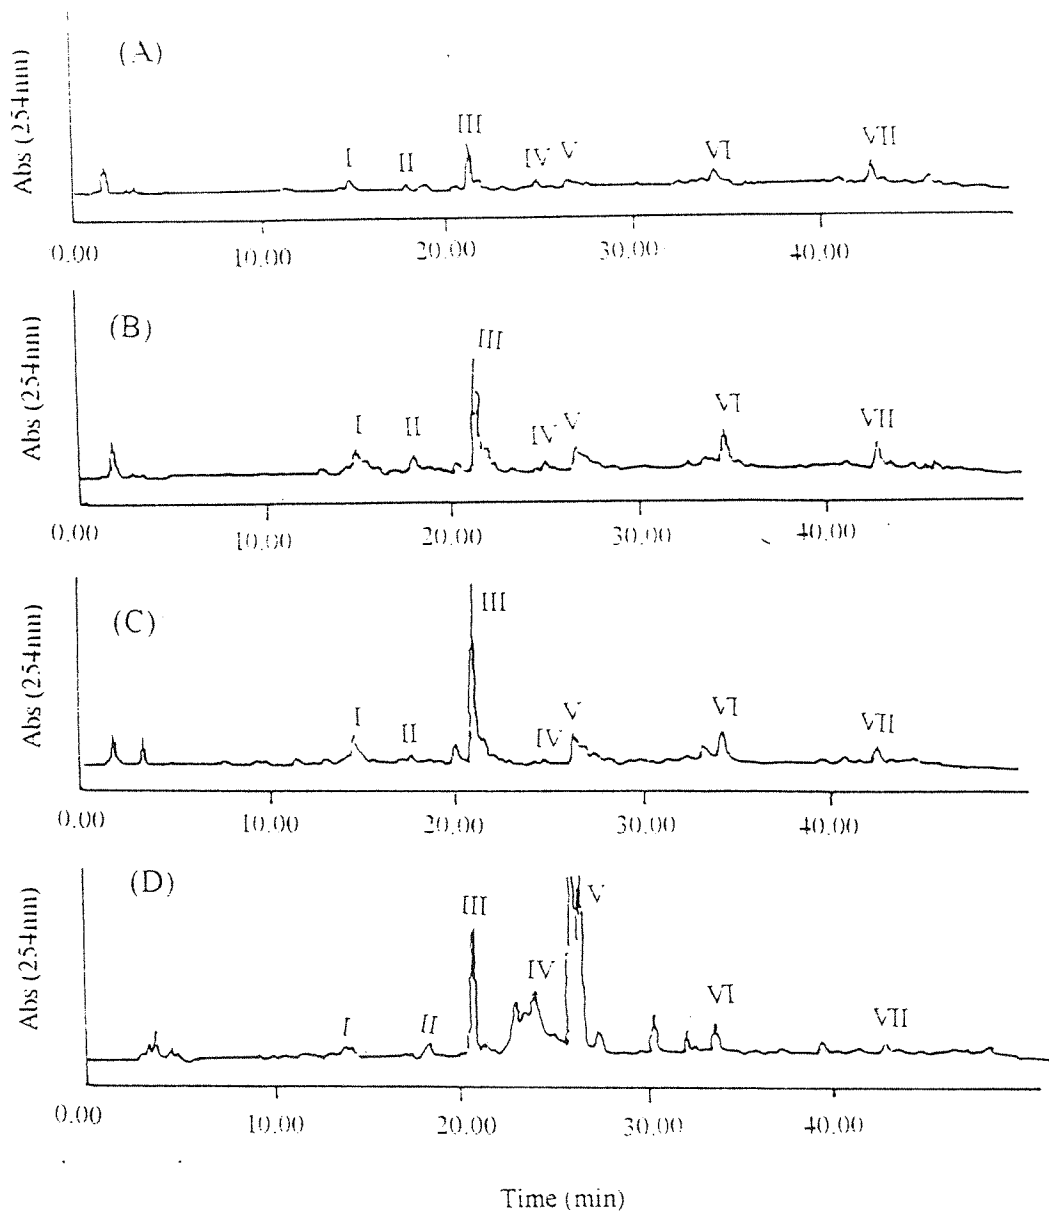 (A)
Abs (254nm)
I II III IV V VI VII
0.00 10.00 20.00 30.00 40.00
(B)
Abs (254nm)
I II III IV V VI VII
0.00 10.00 20.00 30.00 40.00
(C)
Abs (254nm)
I II III IV V VI VII
0.00 10.00 20.00 30.00 40.00
(D)
Abs (254nm)
I II III IV V VI VII
0.00 10.00 20.00 30.00 40.00
Time (min)